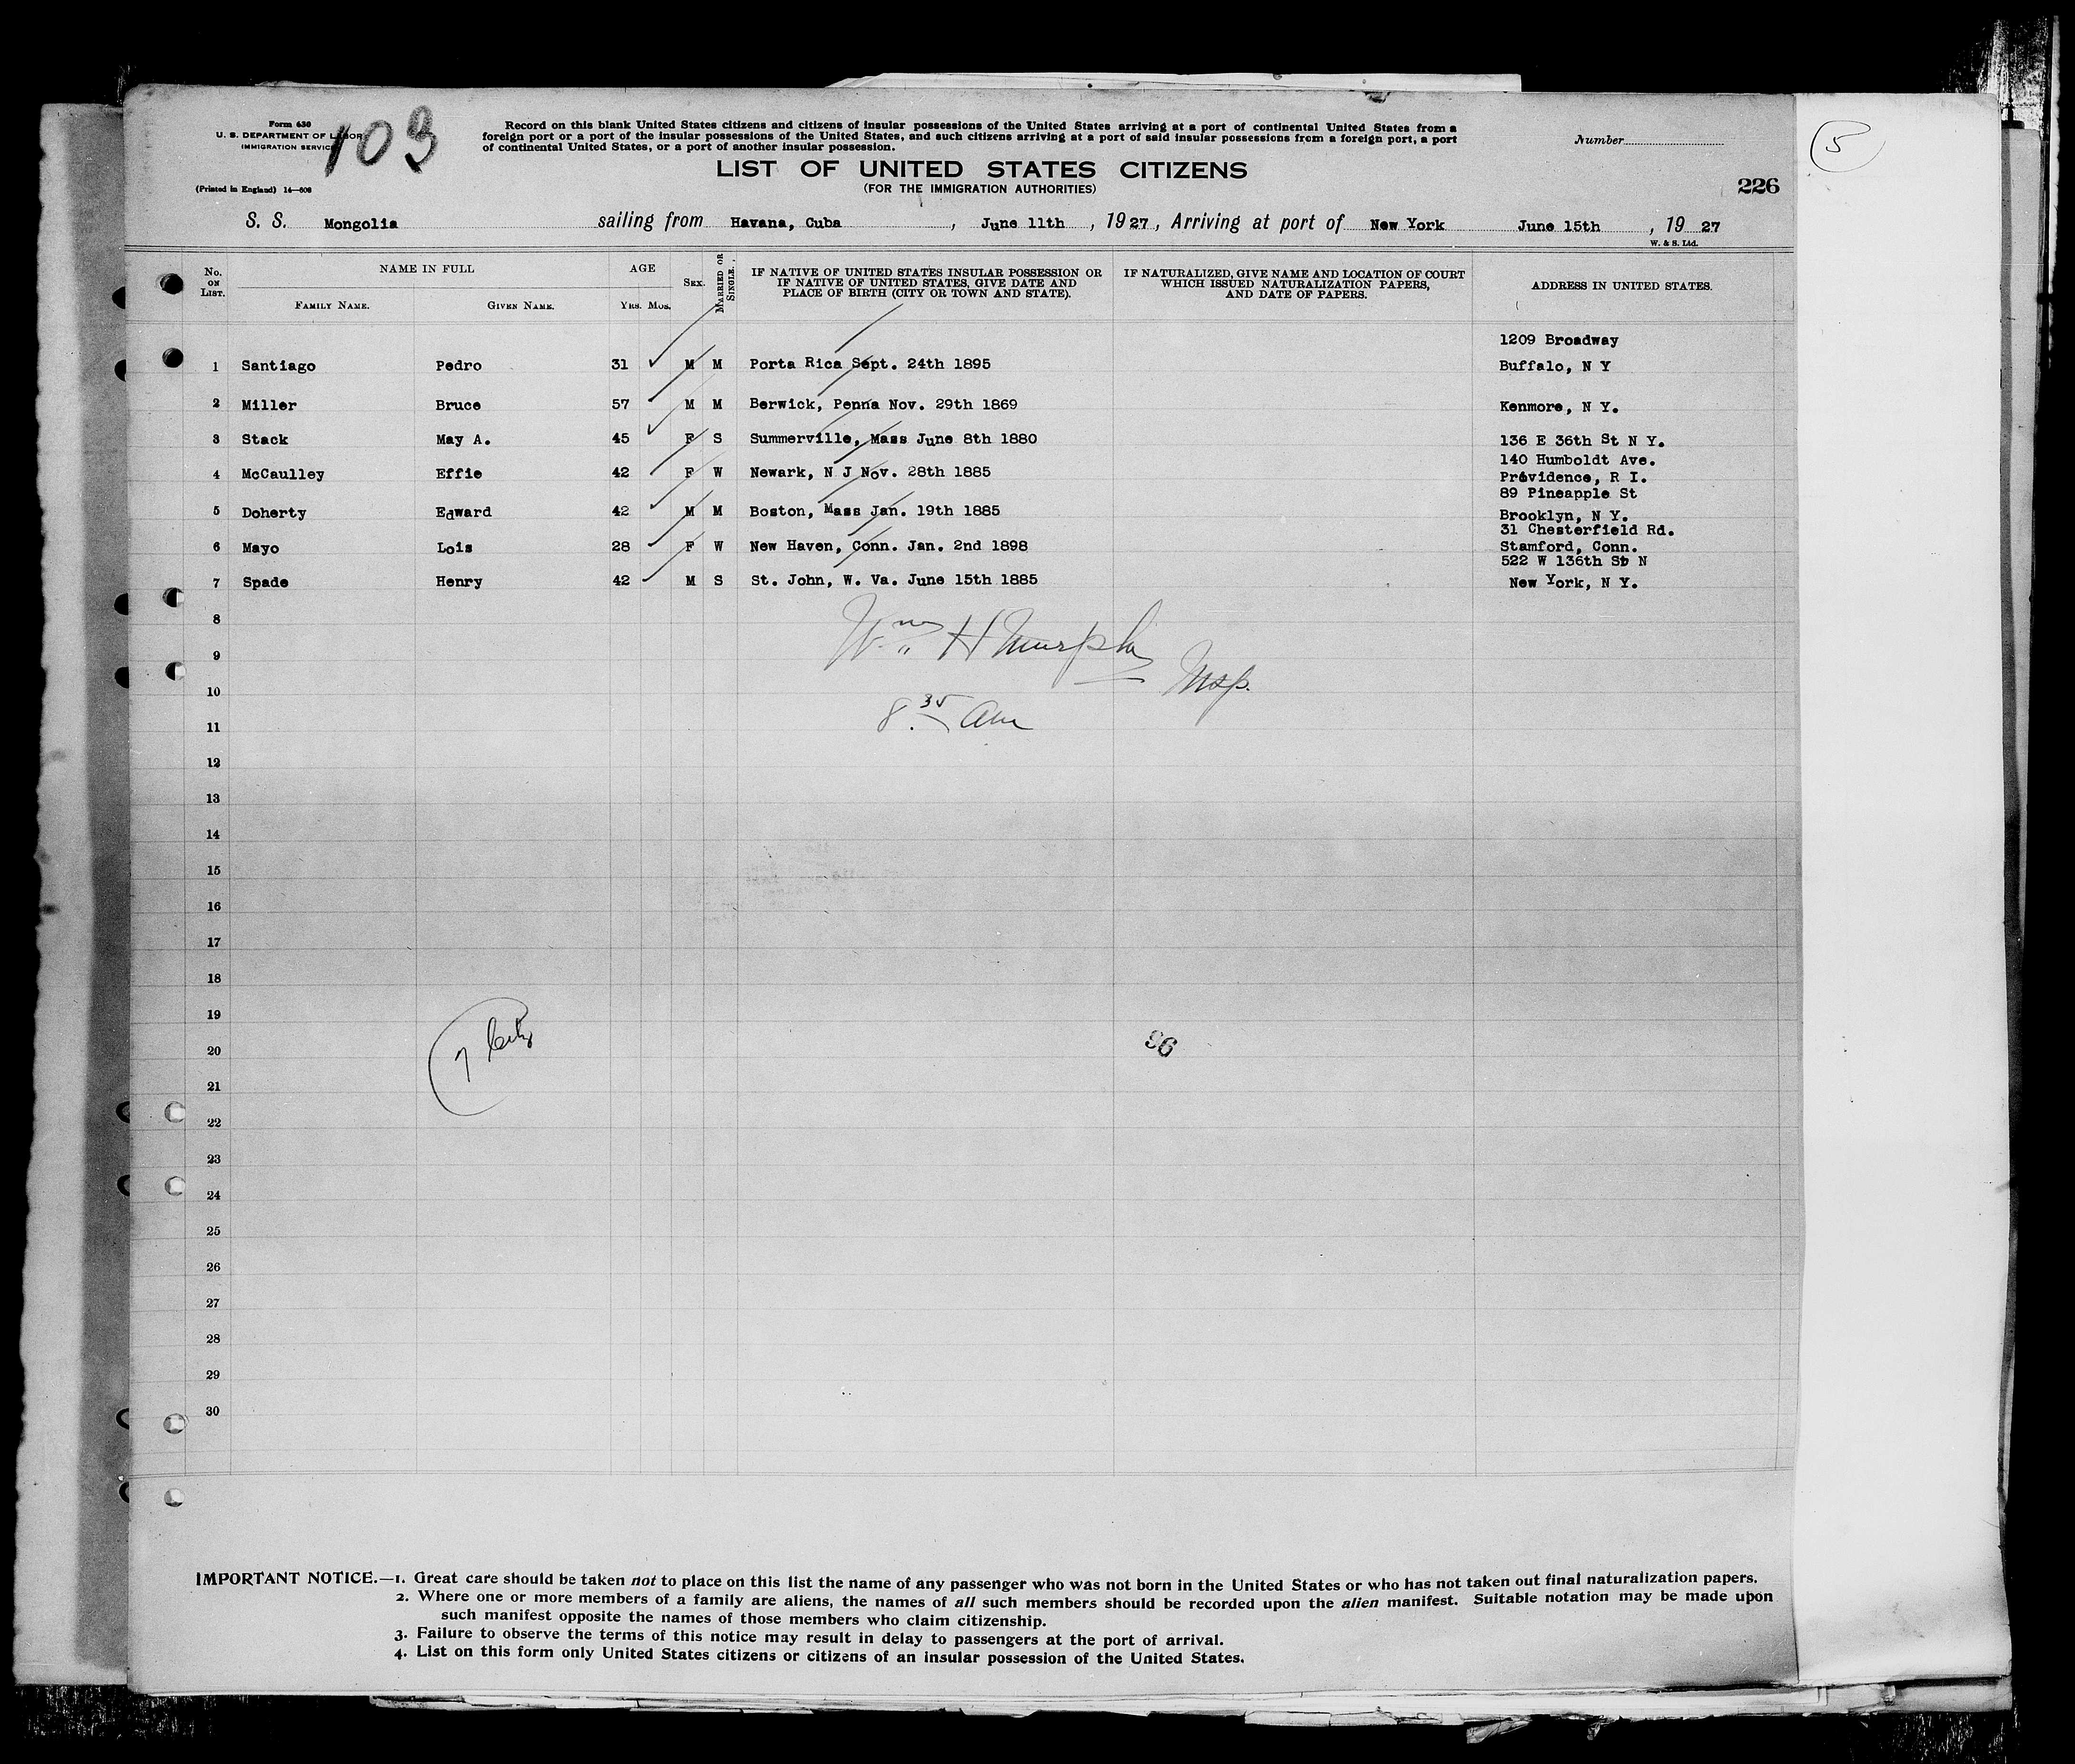 Form 630
U. S. DEPARTMENT OF LABOR
IMMIGRATION SERVICE
103
(Printed in England) 14—608
Record on this blank United States citizens and citizens of insular possessions of the United States arriving at a port of continental United States from a
foreign port or a port of the insular possessions of the United States, and such citizens arriving at a port of said insular possessions from a foreign port, a port
of continental United States, or a port of another insular possession.
Number
5
LIST OF UNITED STATES CITIZENS
(FOR THE IMMIGRATION AUTHORITIES)
226
S. S. Mongolia sailing from Havana, Cuba, June 11th, 1927, Arriving at port of New York June 15th, 19 27
W. & S. Ltd.
No. ON LIST. NAME IN FULL AGE SEX. MARRIED OR SINGLE. IF NATIVE OF UNITED STATES INSULAR POSSESSION OR IF NATIVE OF UNITED STATES, GIVE DATE AND PLACE OF BIRTH (CITY OR TOWN AND STATE). IF NATURALIZED, GIVE NAME AND LOCATION OF COURT WHICH ISSUED NATURALIZATION PAPERS, AND DATE OF PAPERS. ADDRESS IN UNITED STATES.
FAMILY NAME. GIVEN NAME. YRS. MOS.
1209 Broadway
1 Santiago Pedro 31 M M Porta Rica Sept. 24th 1895 Buffalo, N Y
2 Miller Bruce 57 M M Berwick, Penna Nov. 29th 1869 Kenmore, N Y.
3 Stack May A. 45 F S Summerville, Mass June 8th 1880 136 E 36th St N Y.
140 Humboldt Ave.
4 McCaulley Effie 42 F W Newark, N J Nov. 28th 1885 Providence, R I.
89 Pineapple St
5 Doherty Edward 42 M M Boston, Mass Jan. 19th 1885 Brooklyn, N Y.
31 Chesterfield Rd.
6 Mayo Lois 28 F W New Haven, Conn. Jan. 2nd 1898 Stamford, Conn.
522 W 136th St N
7 Spade Henry 42 M S St. John, W. Va. June 15th 1885 New York, N Y.
8
Wm H Murphy
9
Insp.
10
8.35 am
11
12
13
14
15
16
17
18
19
7 Citz
96
20
21
22
23
24
25
26
27
28
29
30
IMPORTANT NOTICE.—1. Great care should be taken not to place on this list the name of any passenger who was not born in the United States or who has not taken out final naturalization papers.
2. Where one or more members of a family are aliens, the names of all such members should be recorded upon the alien manifest. Suitable notation may be made upon
such manifest opposite the names of those members who claim citizenship.
3. Failure to observe the terms of this notice may result in delay to passengers at the port of arrival.
4. List on this form only United States citizens or citizens of an insular possession of the United States.